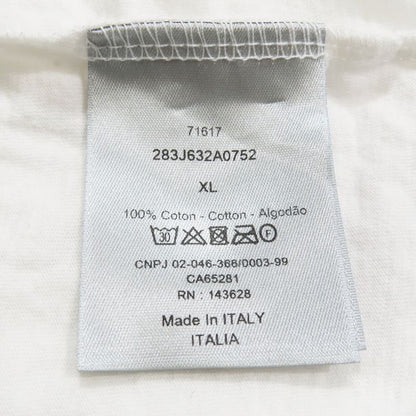 71617
283J632A0752
XL
100% Coton - Cotton - Algodão
30 F
CNPJ 02-046-366/0003-99
CA65281
RN : 143628
Made In ITALY
ITALIA